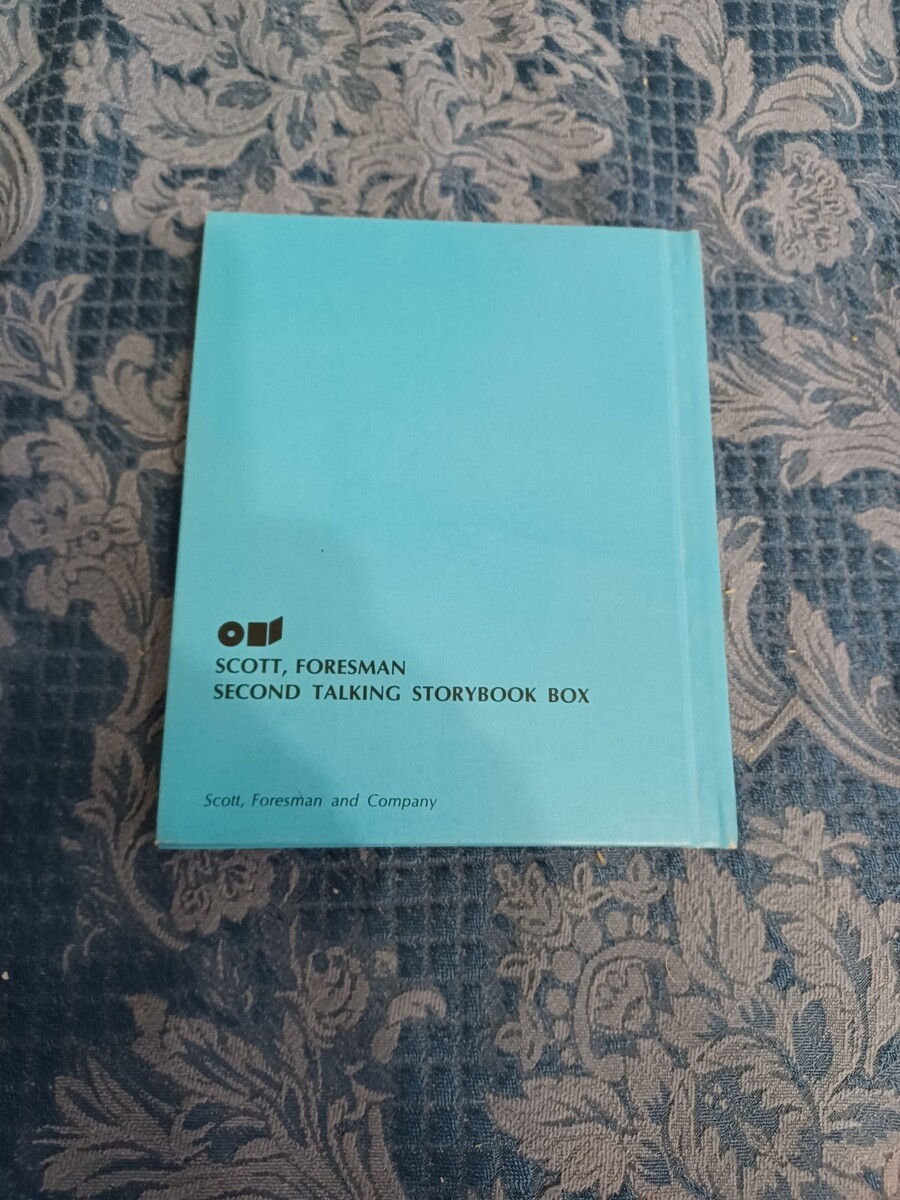 SCOTT, FORESMAN
SECOND TALKING STORYBOOK BOX
Scott, Foresman and Company